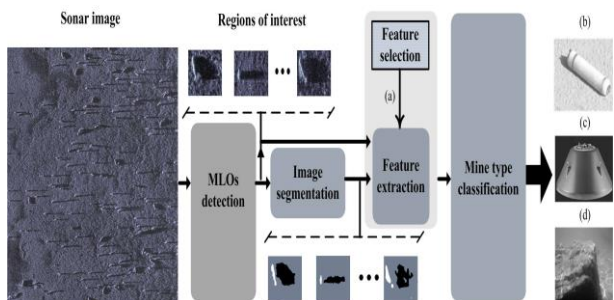 Sonar image
Regions of interest
Feature
selection
(a)
(b)
MLOs
detection
Image
segmentation
Feature
extraction
Mine type
classification
(c)
(d)